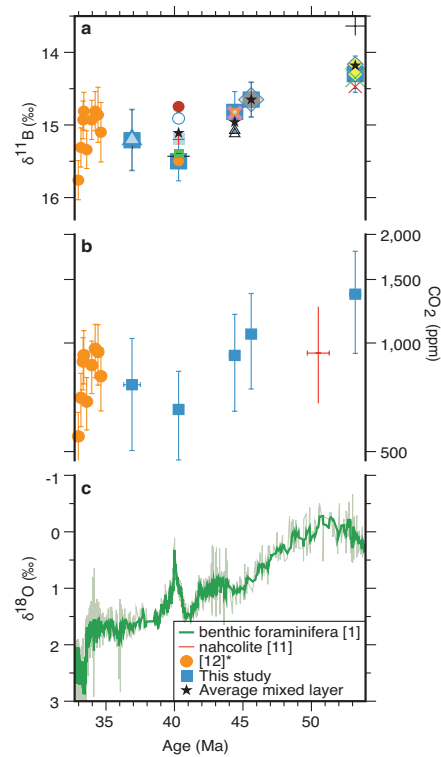 a
14
15
16
δ11B (‰)
b
2,000
1,500
1,000
500
CO2 (ppm)
c
-1
0
1
2
3
δ18O (‰)
benthic foraminifera [1]
nahcolite [11]
[12]*
This study
Average mixed layer
35 40 45 50
Age (Ma)